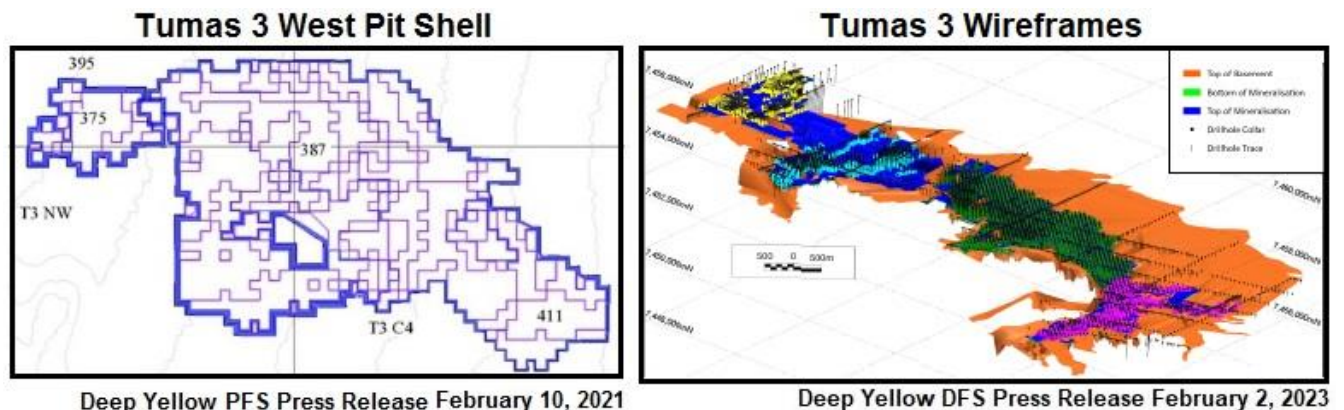 Tumas 3 West Pit Shell
395
375
387
T3 NW
T3 C4
411
Deep Yellow PFS Press Release February 10, 2021
Tumas 3 Wireframes
Top of Basement
Bottom of Mineralisation
Top of Mineralisation
Drillhole Collar
Drillhole Trace
500 0 500m
Deep Yellow DFS Press Release February 2, 2023